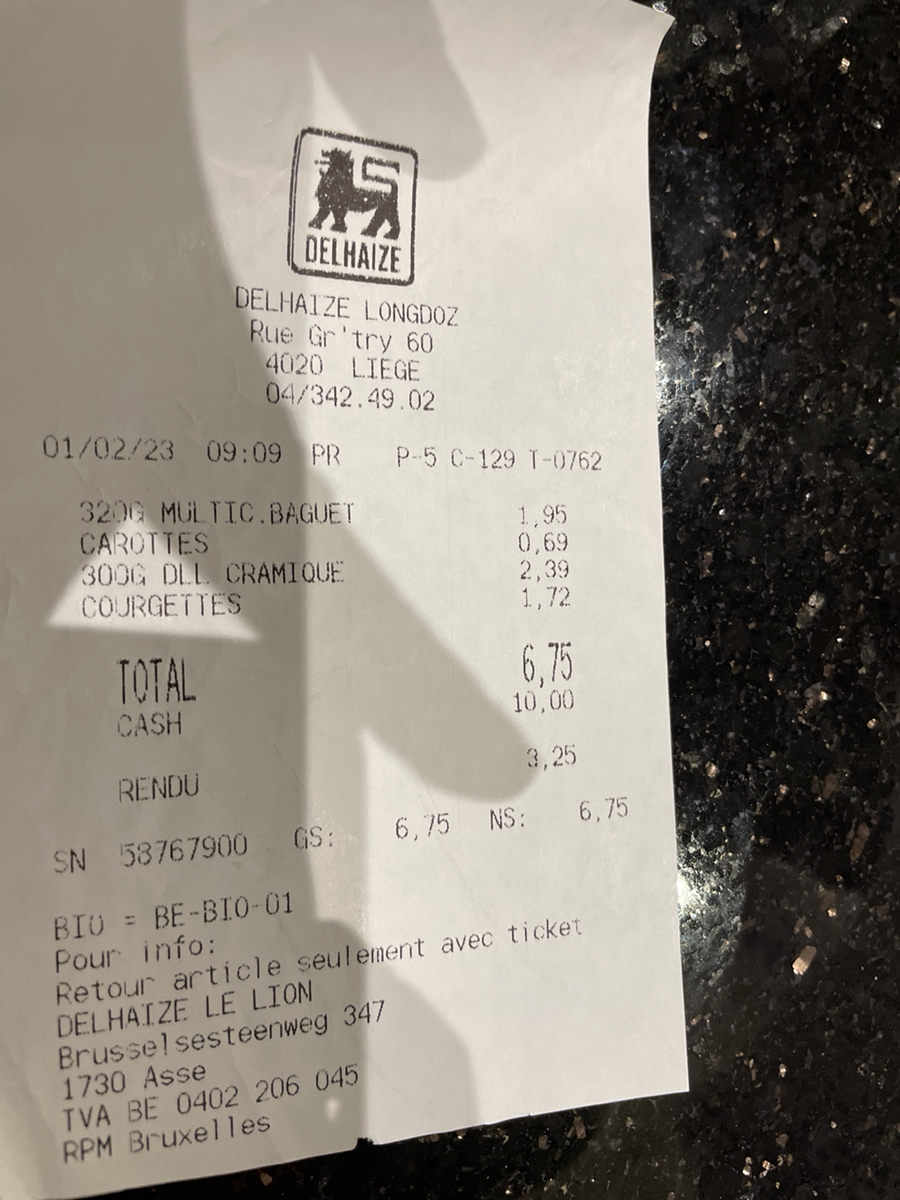 DELHAIZE
DELHAIZE LONGDOZ
Rue Gr'try 60
4020 LIEGE
04/342.49.02
01/02/23 09:09 PR P-5 C-129 T-0762
320G MULTIC.BAGUET 1,95
CAROTTES 0,69
300G DLL CRAMIQUE 2,39
COURGETTES 1,72
TOTAL 6,75
CASH 10,00
RENDU 3,25
SN 58767900 GS: 6,75 NS: 6,75
BIO = BE-BIO-01
Pour info:
Retour article seulement avec ticket
DELHAIZE LE LION
Brusselsesteenweg 347
1730 Asse
TVA BE 0402 206 045
RPM Bruxelles